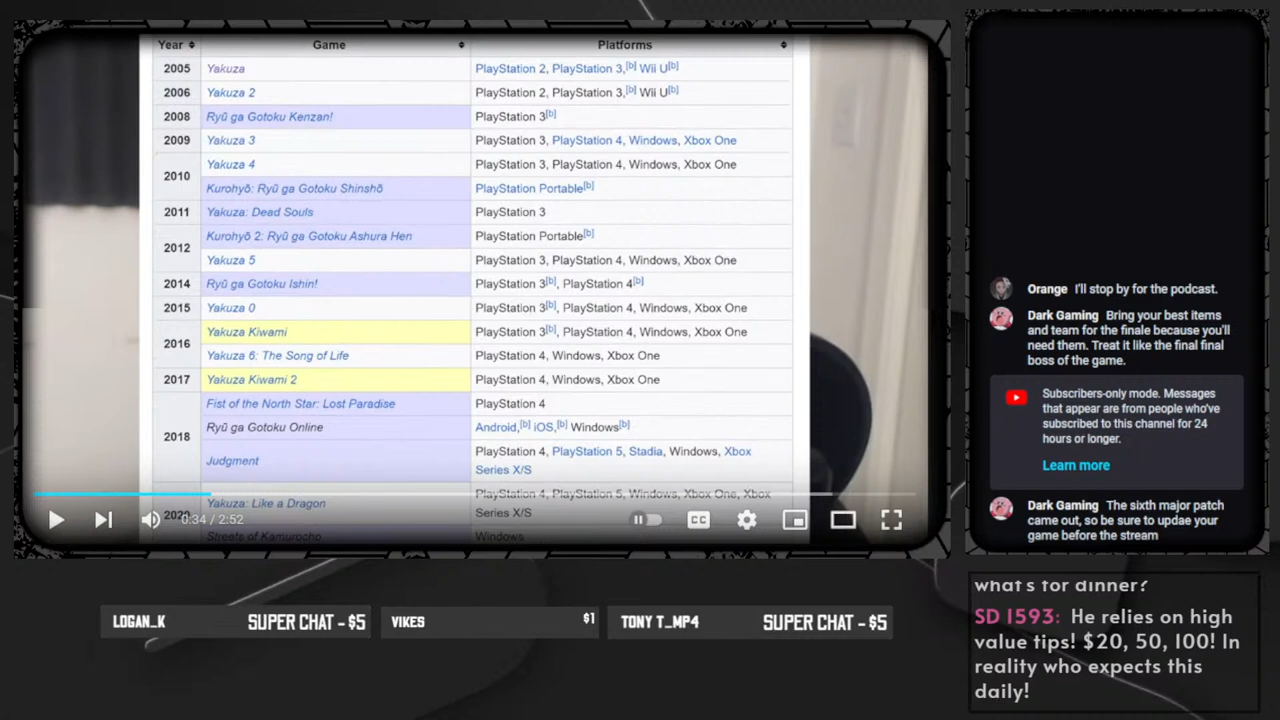 Year Game Platforms
2005 Yakuza PlayStation 2, PlayStation 3,[b] Wii U[b]
2006 Yakuza 2 PlayStation 2, PlayStation 3,[b] Wii U[b]
2008 Ryū ga Gotoku Kenzan! PlayStation 3[b]
2009 Yakuza 3 PlayStation 3, PlayStation 4, Windows, Xbox One
2010 Yakuza 4 PlayStation 3, PlayStation 4, Windows, Xbox One
Kurohyō: Ryū ga Gotoku Shinshō PlayStation Portable[b]
2011 Yakuza: Dead Souls PlayStation 3
2012 Kurohyō 2: Ryū ga Gotoku Ashura Hen PlayStation Portable[b]
Yakuza 5 PlayStation 3, PlayStation 4, Windows, Xbox One
2014 Ryū ga Gotoku Ishin! PlayStation 3[b], PlayStation 4[b]
2015 Yakuza 0 PlayStation 3[b], PlayStation 4, Windows, Xbox One
2016 Yakuza Kiwami PlayStation 3[b], PlayStation 4, Windows, Xbox One
Yakuza 6: The Song of Life PlayStation 4, Windows, Xbox One
2017 Yakuza Kiwami 2 PlayStation 4, Windows, Xbox One
2018 Fist of the North Star: Lost Paradise PlayStation 4
Ryū ga Gotoku Online Android,[b] iOS,[b] Windows[b]
Judgment PlayStation 4, PlayStation 5, Stadia, Windows, Xbox
Series X/S
Yakuza: Like a Dragon PlayStation 4, PlayStation 5, Windows, Xbox One, Xbox
Series X/S
Streets of Kamurocho Windows
0:34 / 2:52
CC
Orange I'll stop by for the podcast.
Dark Gaming Bring your best items
and team for the finale because you'll
need them. Treat it like the final final
boss of the game.
Subscribers-only mode. Messages
that appear are from people who've
subscribed to this channel for 24
hours or longer.
Learn more
Dark Gaming The sixth major patch
came out, so be sure to updae your
game before the stream
LOGAN_K SUPER CHAT - $5
VIKES $1
TONY T_MP4 SUPER CHAT - $5
what's for dinner?
SD 1593: He relies on high
value tips! $20, 50, 100! In
reality who expects this
daily!